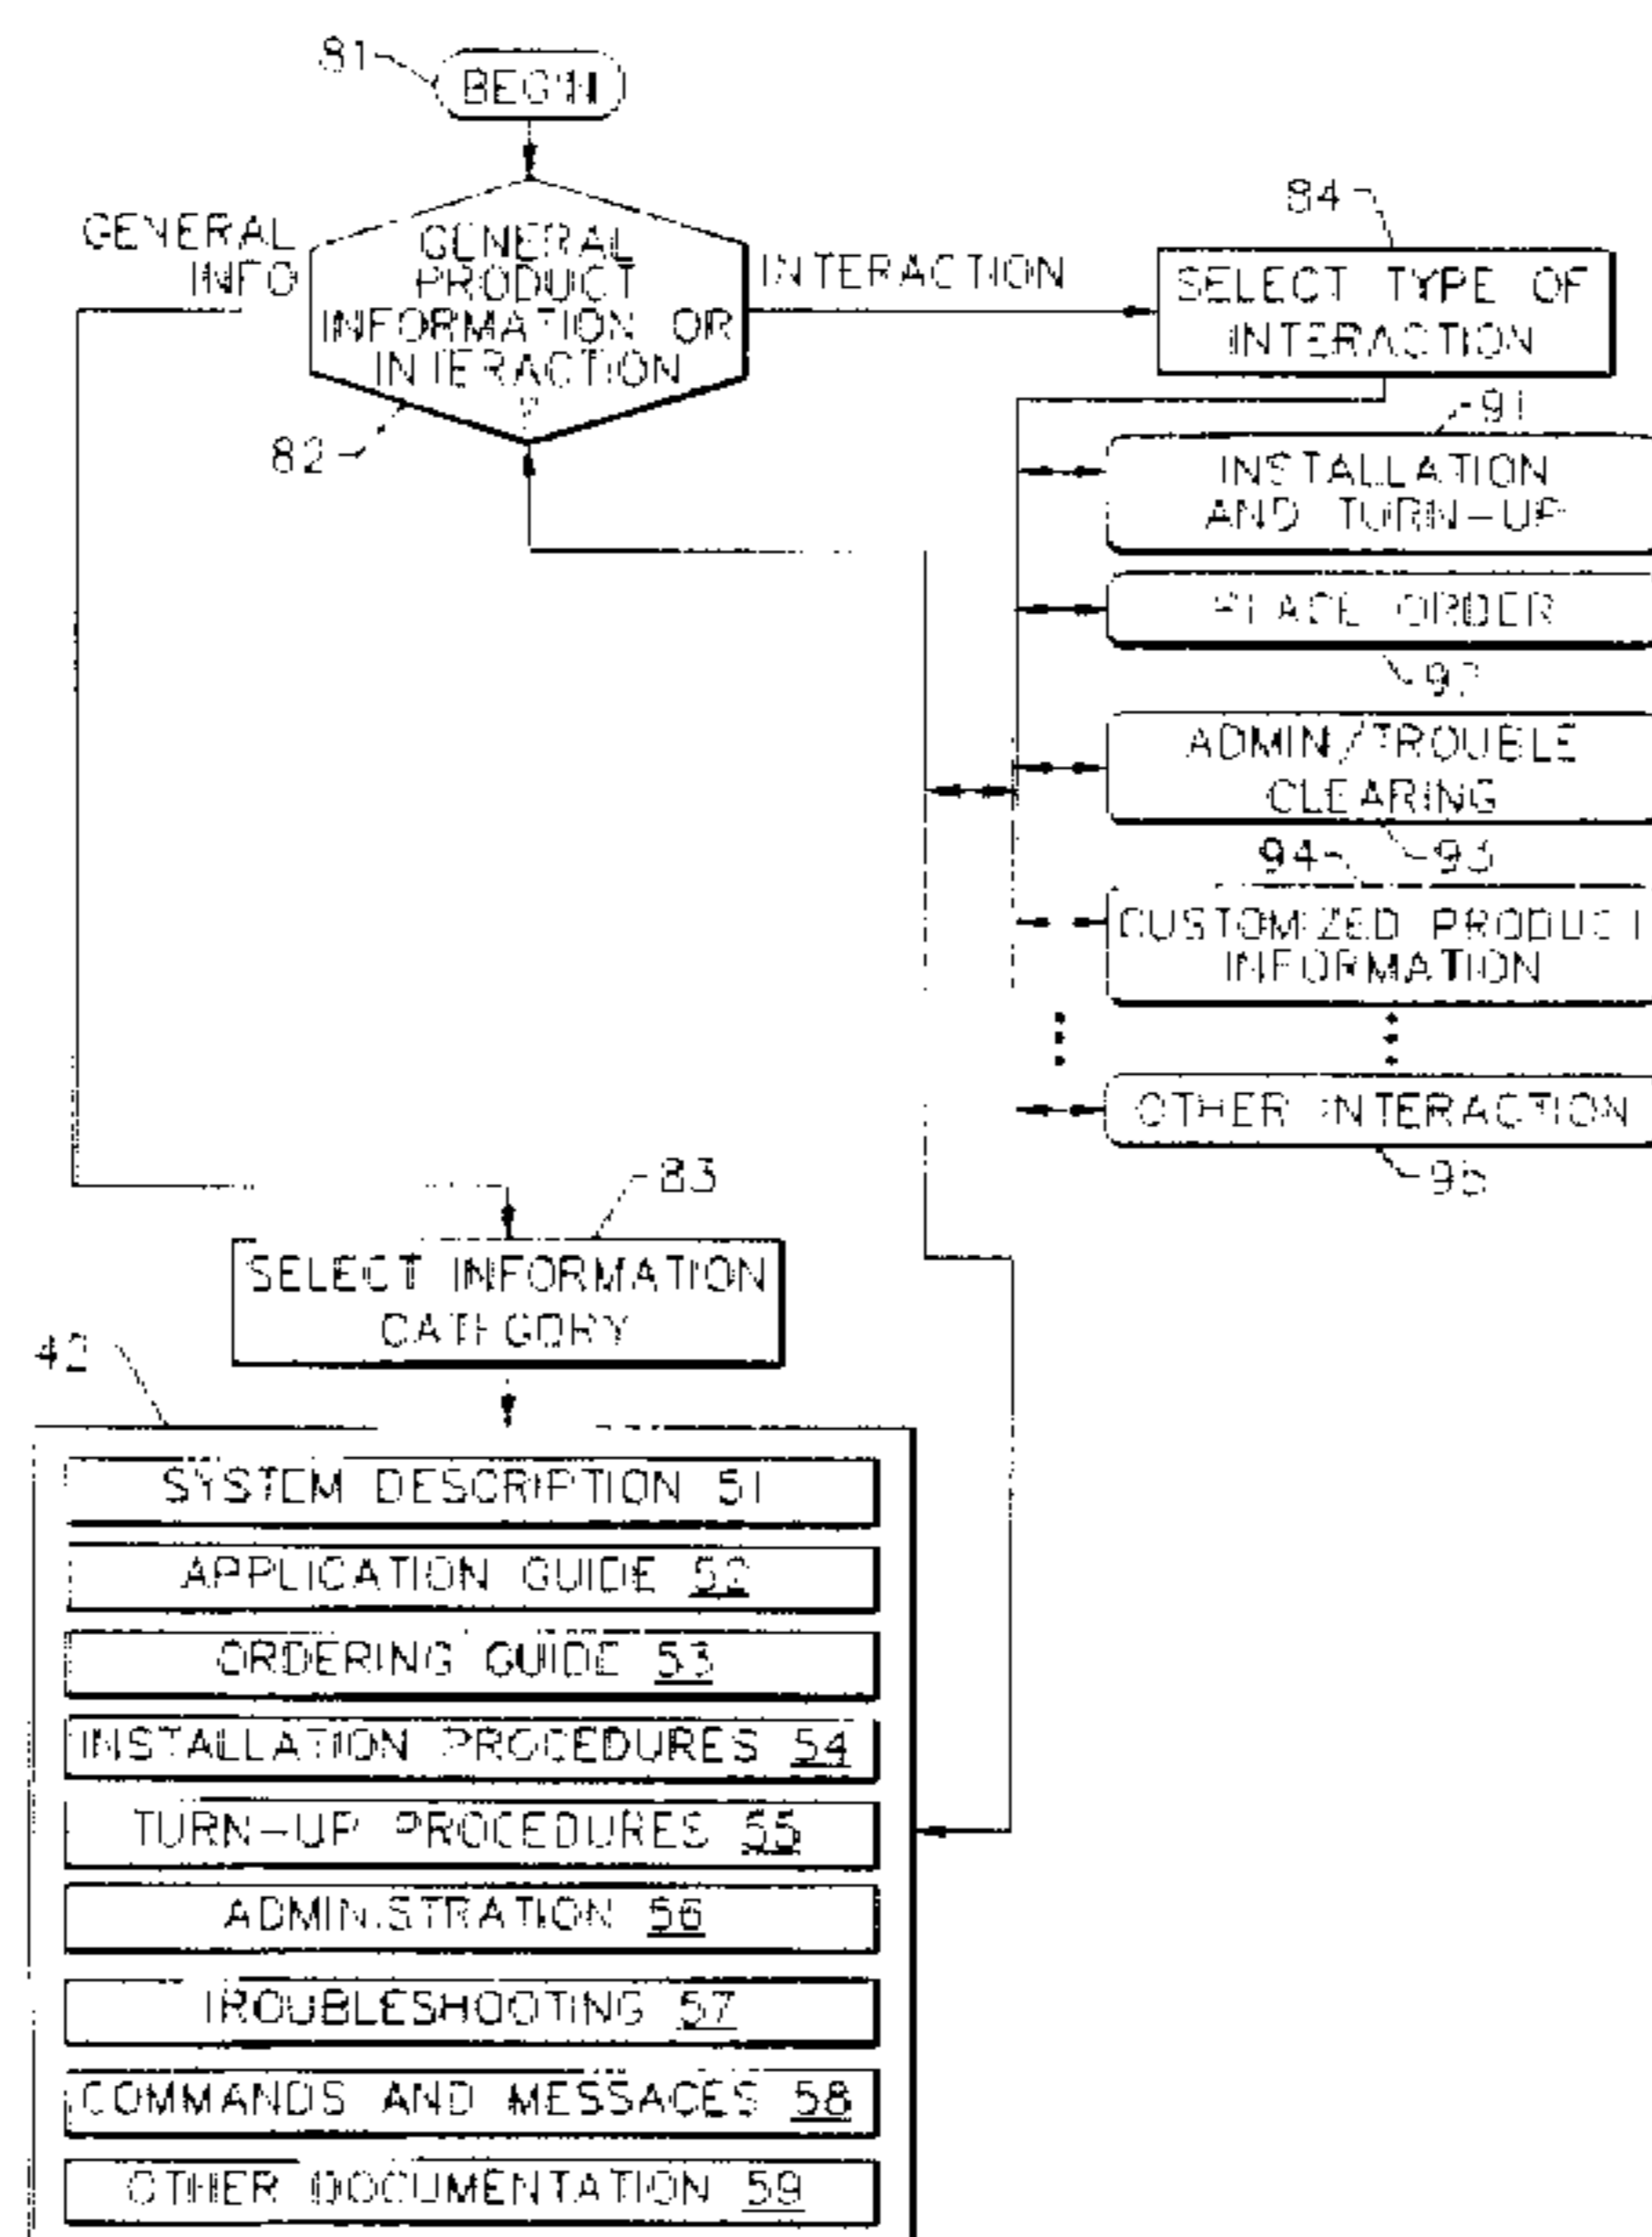 81
BEGIN
GENERAL
INFO
GENERAL
PRODUCT
INFORMATION OR
INTERACTION
?
82
INTERACTION
84
SELECT TYPE OF
INTERACTION
91
INSTALLATION
AND TURN-UP
PLACE ORDER
92
ADMIN/TROUBLE
CLEARING
93
94
CUSTOMIZED PRODUCT
INFORMATION
OTHER INTERACTION
95
83
SELECT INFORMATION
CATEGORY
42
SYSTEM DESCRIPTION 51
APPLICATION GUIDE 52
ORDERING GUIDE 53
INSTALLATION PROCEDURES 54
TURN-UP PROCEDURES 55
ADMINISTRATION 56
TROUBLESHOOTING 57
COMMANDS AND MESSAGES 58
OTHER DOCUMENTATION 59